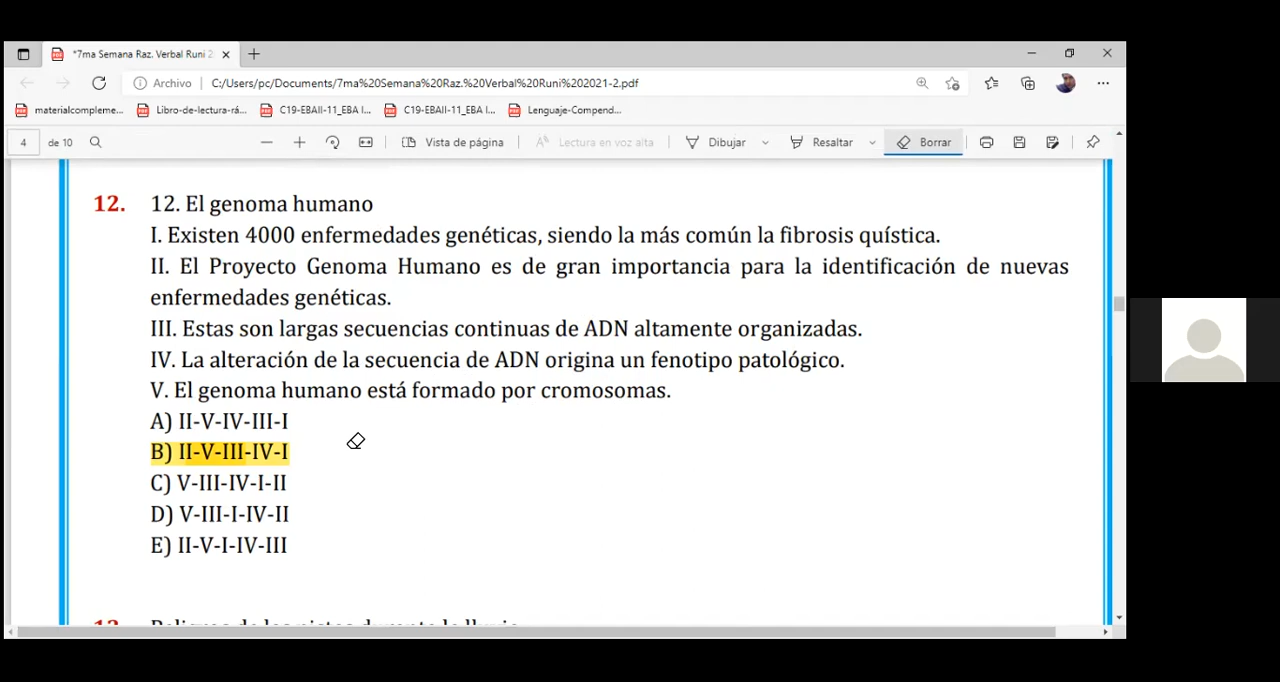 *7ma Semana Raz. Verbal Runi 2
Archivo
C:/Users/pc/Documents/7ma%20Semana%20Raz.%20Verbal%20Runi%202021-2.pdf
materialcompleme...
Libro-de-lectura-rá...
C19-EBAII-11_EBA I...
C19-EBAII-11_EBA I...
Lenguaje-Compend...
4 de 10
Vista de página
Lectura en voz alta
Dibujar
Resaltar
Borrar
12. 12. El genoma humano
I. Existen 4000 enfermedades genéticas, siendo la más común la fibrosis quística.
II. El Proyecto Genoma Humano es de gran importancia para la identificación de nuevas
enfermedades genéticas.
III. Estas son largas secuencias continuas de ADN altamente organizadas.
IV. La alteración de la secuencia de ADN origina un fenotipo patológico.
V. El genoma humano está formado por cromosomas.
A) II-V-IV-III-I
B) II-V-III-IV-I
C) V-III-IV-I-II
D) V-III-I-IV-II
E) II-V-I-IV-III